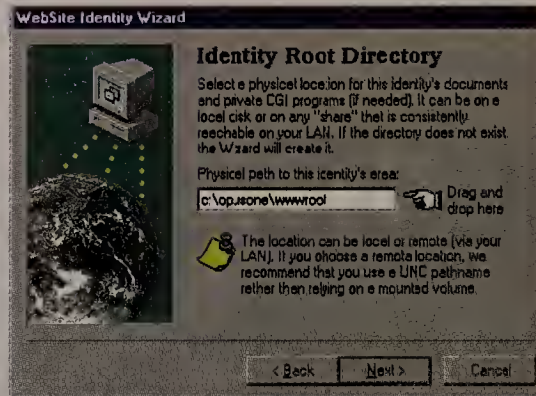 WebSite Identity Wizard
Identity Root Directory
Select a physical location for this identity's documents
and private CGI programs (if needed). It can be on a
local disk or on any "share" that is consistently
reachable on your LAN. If the directory does not exist
the Wizard will create it.
Physical path to this identity's area:
c:\opusone\wwwroot
Drag and
drop here
The location can be local or remote (via your
LAN). If you choose a remote location, we
recommend that you use a UNC pathname
rather than relying on a mounted volume.
< Back
Next >
Cancel